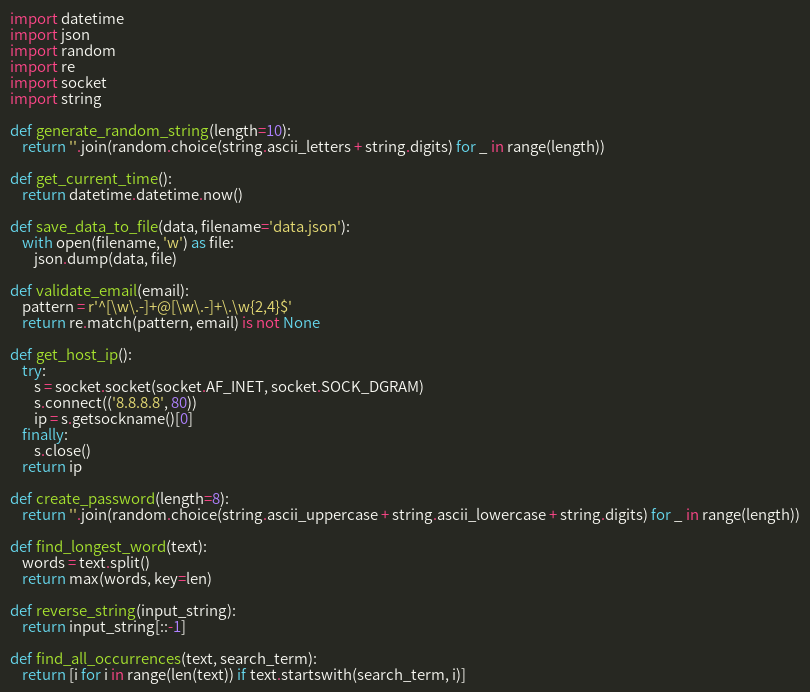 import datetime
import json
import random
import re
import socket
import string

def generate_random_string(length=10):
    return ''.join(random.choice(string.ascii_letters + string.digits) for _ in range(length))

def get_current_time():
    return datetime.datetime.now()

def save_data_to_file(data, filename='data.json'):
    with open(filename, 'w') as file:
        json.dump(data, file)

def validate_email(email):
    pattern = r'^[\w\.-]+@[\w\.-]+\.\w{2,4}$'
    return re.match(pattern, email) is not None

def get_host_ip():
    try:
        s = socket.socket(socket.AF_INET, socket.SOCK_DGRAM)
        s.connect(('8.8.8.8', 80))
        ip = s.getsockname()[0]
    finally:
        s.close()
    return ip

def create_password(length=8):
    return ''.join(random.choice(string.ascii_uppercase + string.ascii_lowercase + string.digits) for _ in range(length))

def find_longest_word(text):
    words = text.split()
    return max(words, key=len)

def reverse_string(input_string):
    return input_string[::-1]

def find_all_occurrences(text, search_term):
    return [i for i in range(len(text)) if text.startswith(search_term, i)]